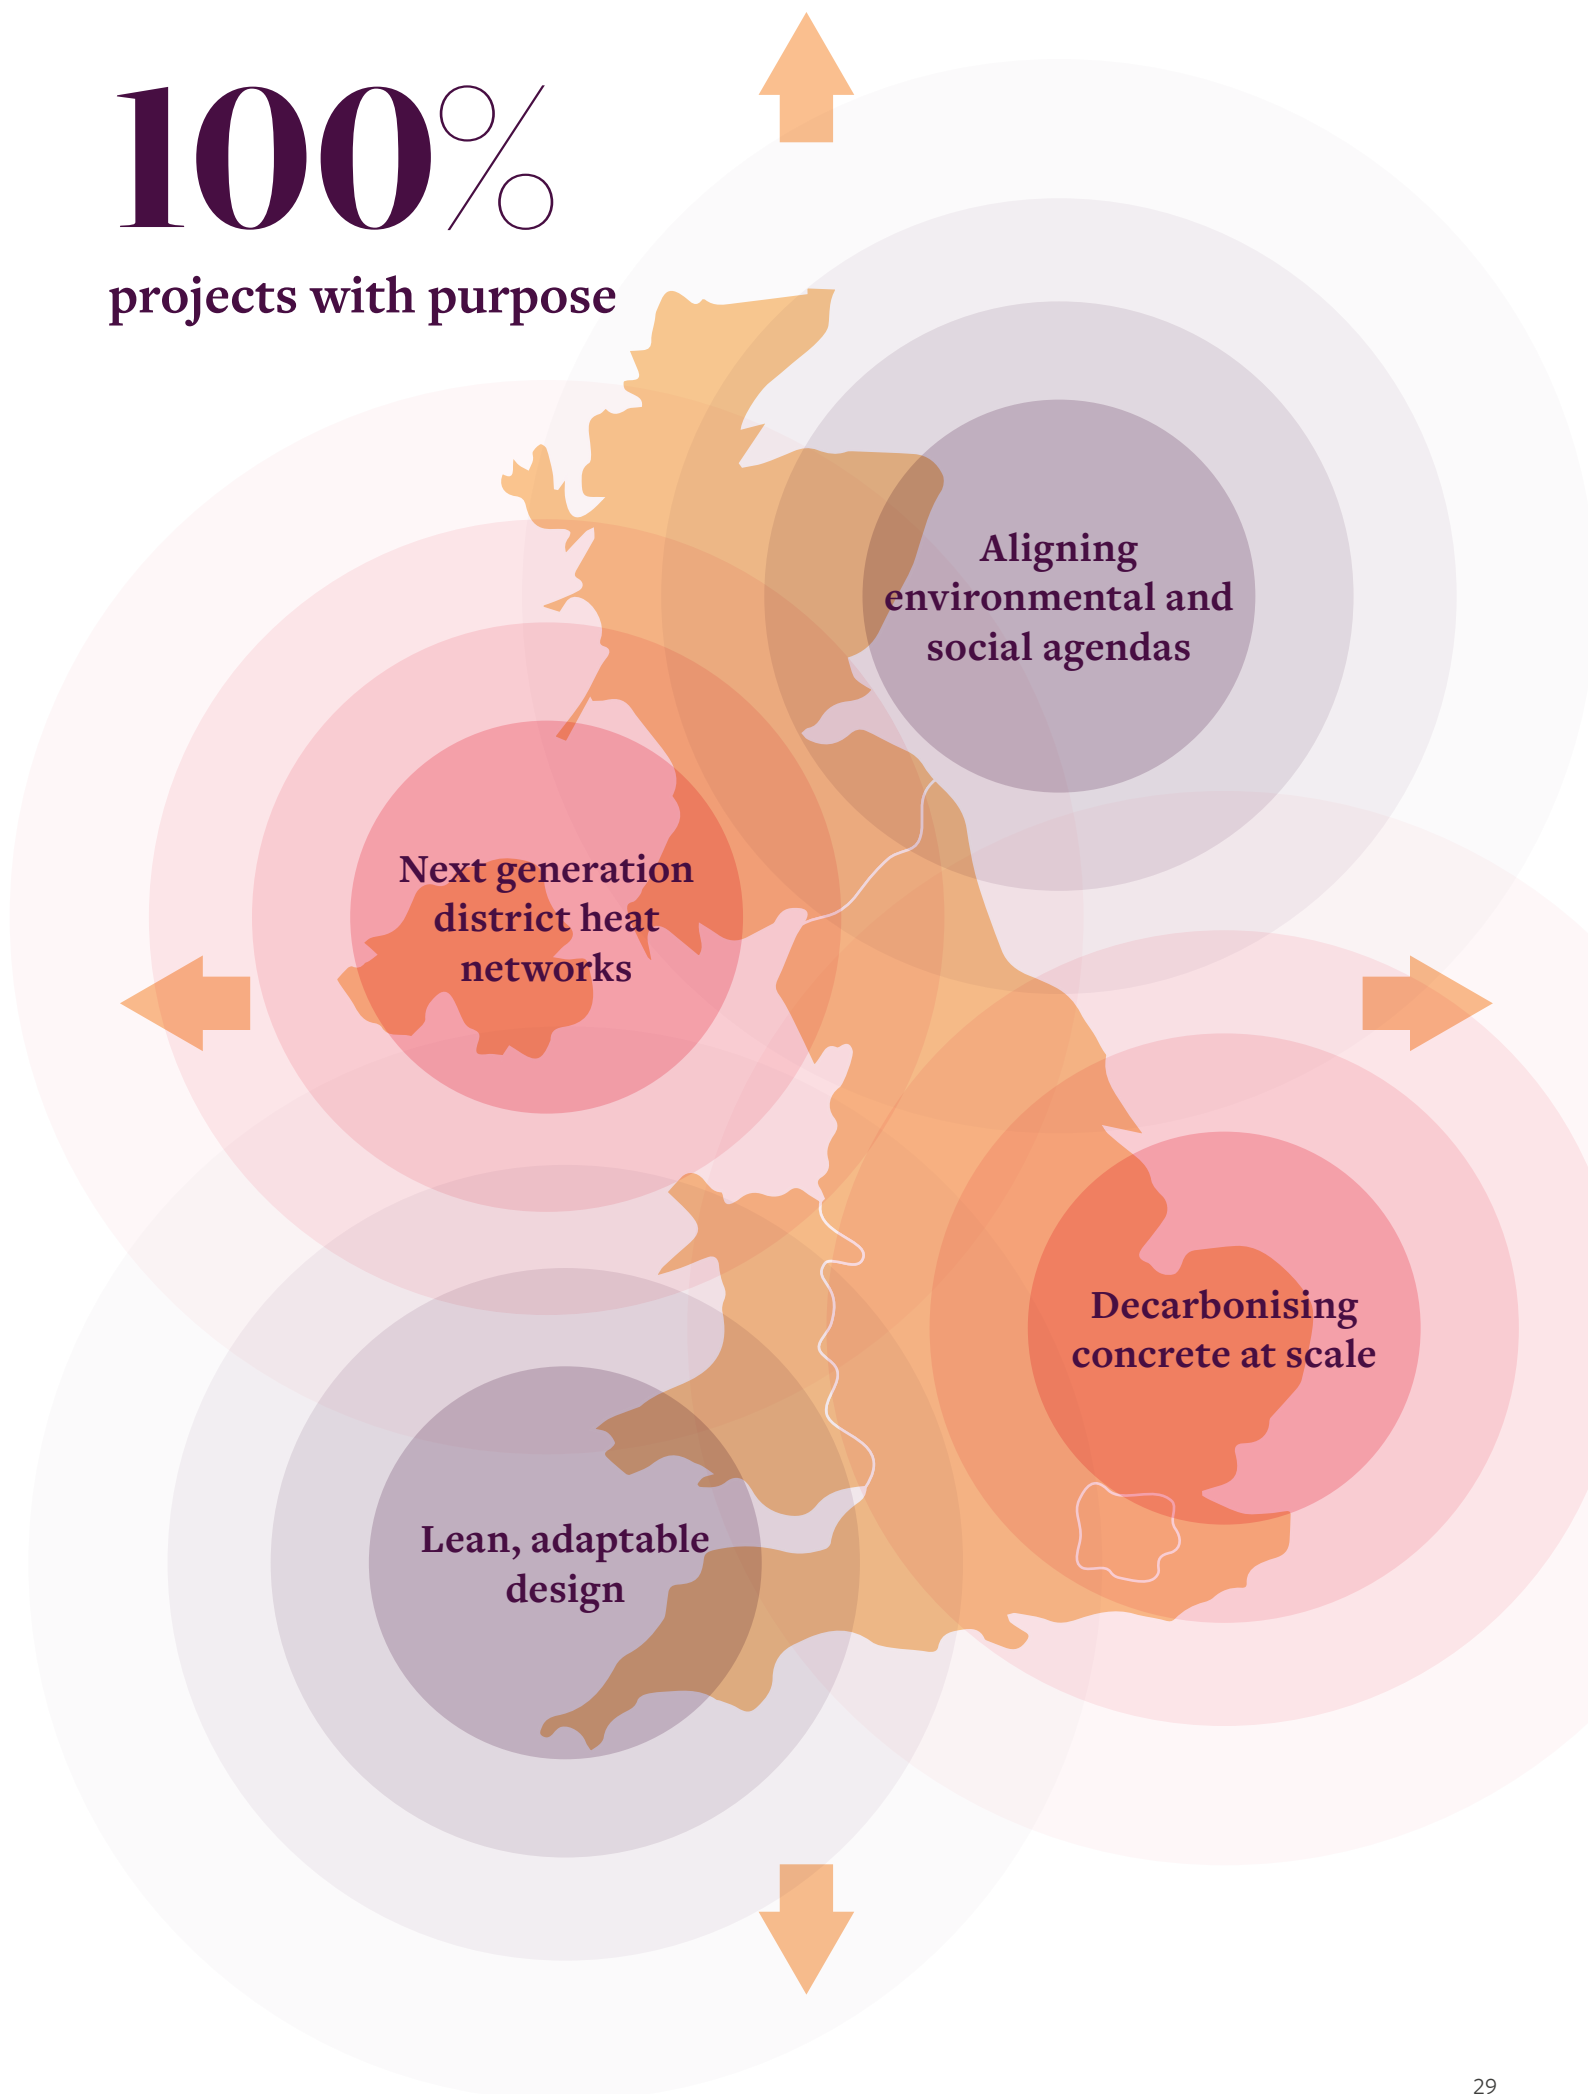 100%
projects with purpose
Aligning
environmental and
social agendas
Next generation
district heat
networks
Decarbonising
concrete at scale
Lean, adaptable
design
29